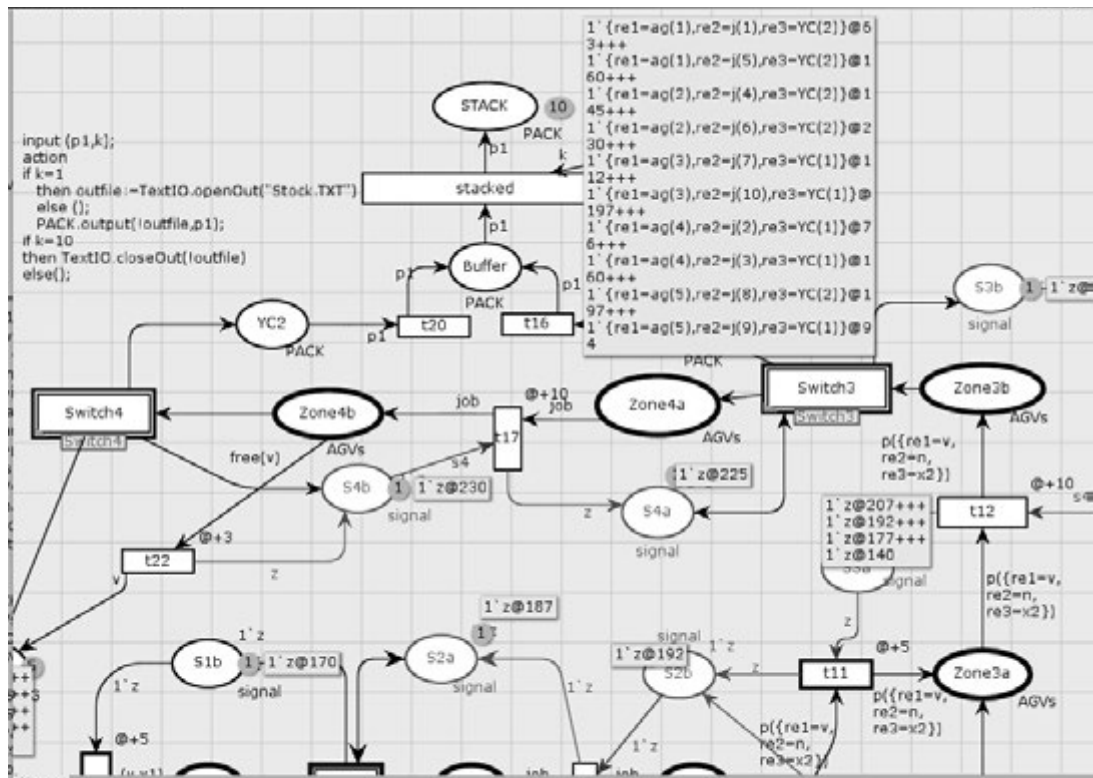 1`{re1=ag(1),re2=j(1),re3=YC(2)}@6
3+++
1`{re1=ag(1),re2=j(5),re3=YC(2)}@1
60+++
1`{re1=ag(2),re2=j(4),re3=YC(2)}@1
45+++
1`{re1=ag(2),re2=j(6),re3=YC(2)}@2
30+++
1`{re1=ag(3),re2=j(7),re3=YC(1)}@1
12+++
1`{re1=ag(3),re2=j(10),re3=YC(1)}@
197+++
1`{re1=ag(4),re2=j(2),re3=YC(1)}@7
6+++
1`{re1=ag(4),re2=j(3),re3=YC(1)}@1
60+++
1`{re1=ag(5),re2=j(8),re3=YC(2)}@1
97+++
1`{re1=ag(5),re2=j(9),re3=YC(1)}@9
4
STACK
10
PACK
p1
k
input (p1,k);
action
if k=1
then outfile:=TextIO.openOut("Stock.TXT")
else ();
PACK.output(!outfile,p1);
if k=10
then TextIO.closeOut(!outfile)
else();
stacked
p1
Buffer
PACK
p1
p1
YC2
PACK
p1
t20
t16
PACK
S3b
1
signal
Switch4
Switch4
Zone4b
AGVs
job
@+10
job
t17
Zone4a
AGVs
Switch3
Switch3
Zone3b
AGVs
free(v)
s4
S4b
1
1`z@230
signal
z
1`z@225
S4a
signal
p({re1=v,
re2=n,
re3=x2})
@+10
t12
1`z@207+++
1`z@192+++
1`z@177+++
1`z@140
signal
@+3
t22
v
z
p({re1=v,
re2=n,
re3=x2})
z
1`z@187
1`z
S1b
1
1`z@170
signal
S2a
signal
signal
1`z@192
1`z
S2b
z
t11
@+5
Zone3a
AGVs
p({re1=v,
re2=n,
re3=x2})
1`z
1`z
1`z
p({re1=v,
re2=n,
re3=x2})
@+5
job
job